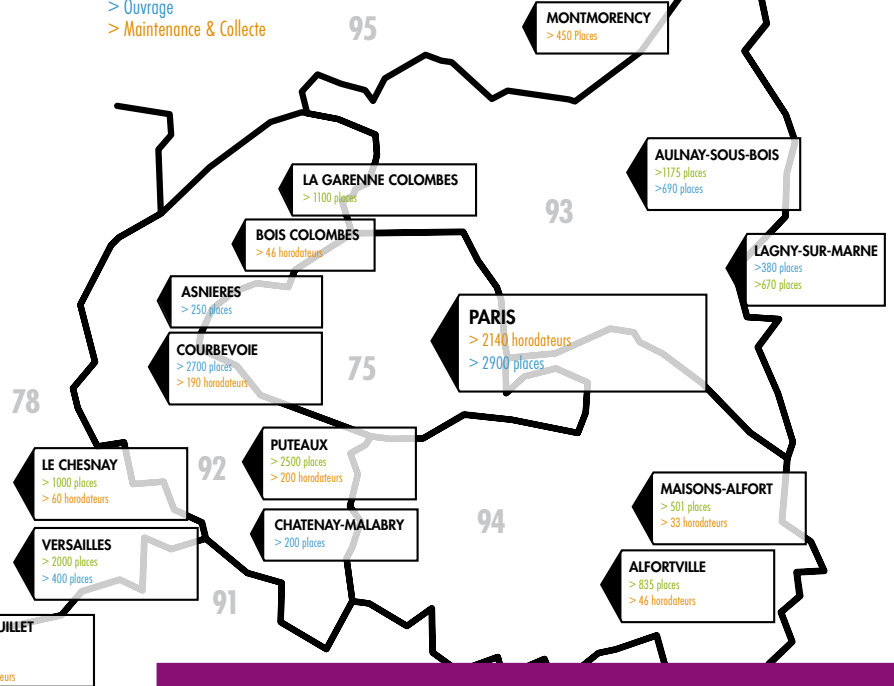 > Ouvrage
> Maintenance & Collecte
95
MONTMORENCY
> 450 Places
AULNAY-SOUS-BOIS
>1175 places
>690 places
LA GARENNE COLOMBES
> 1100 places
93
BOIS COLOMBES
> 46 horodateurs
LAGNY-SUR-MARNE
>380 places
>670 places
ASNIERES
> 250 places
PARIS
> 2140 horodateurs
> 2900 places
COURBEVOIE
> 2700 places
> 190 horodateurs
75
78
PUTEAUX
> 2500 places
> 200 horodateurs
LE CHESNAY
> 1000 places
> 60 horodateurs
92
MAISONS-ALFORT
> 501 places
> 33 horodateurs
CHATENAY-MALABRY
> 200 places
94
VERSAILLES
> 2000 places
> 400 places
ALFORTVILLE
> 835 places
> 46 horodateurs
91
UILLET
eurs